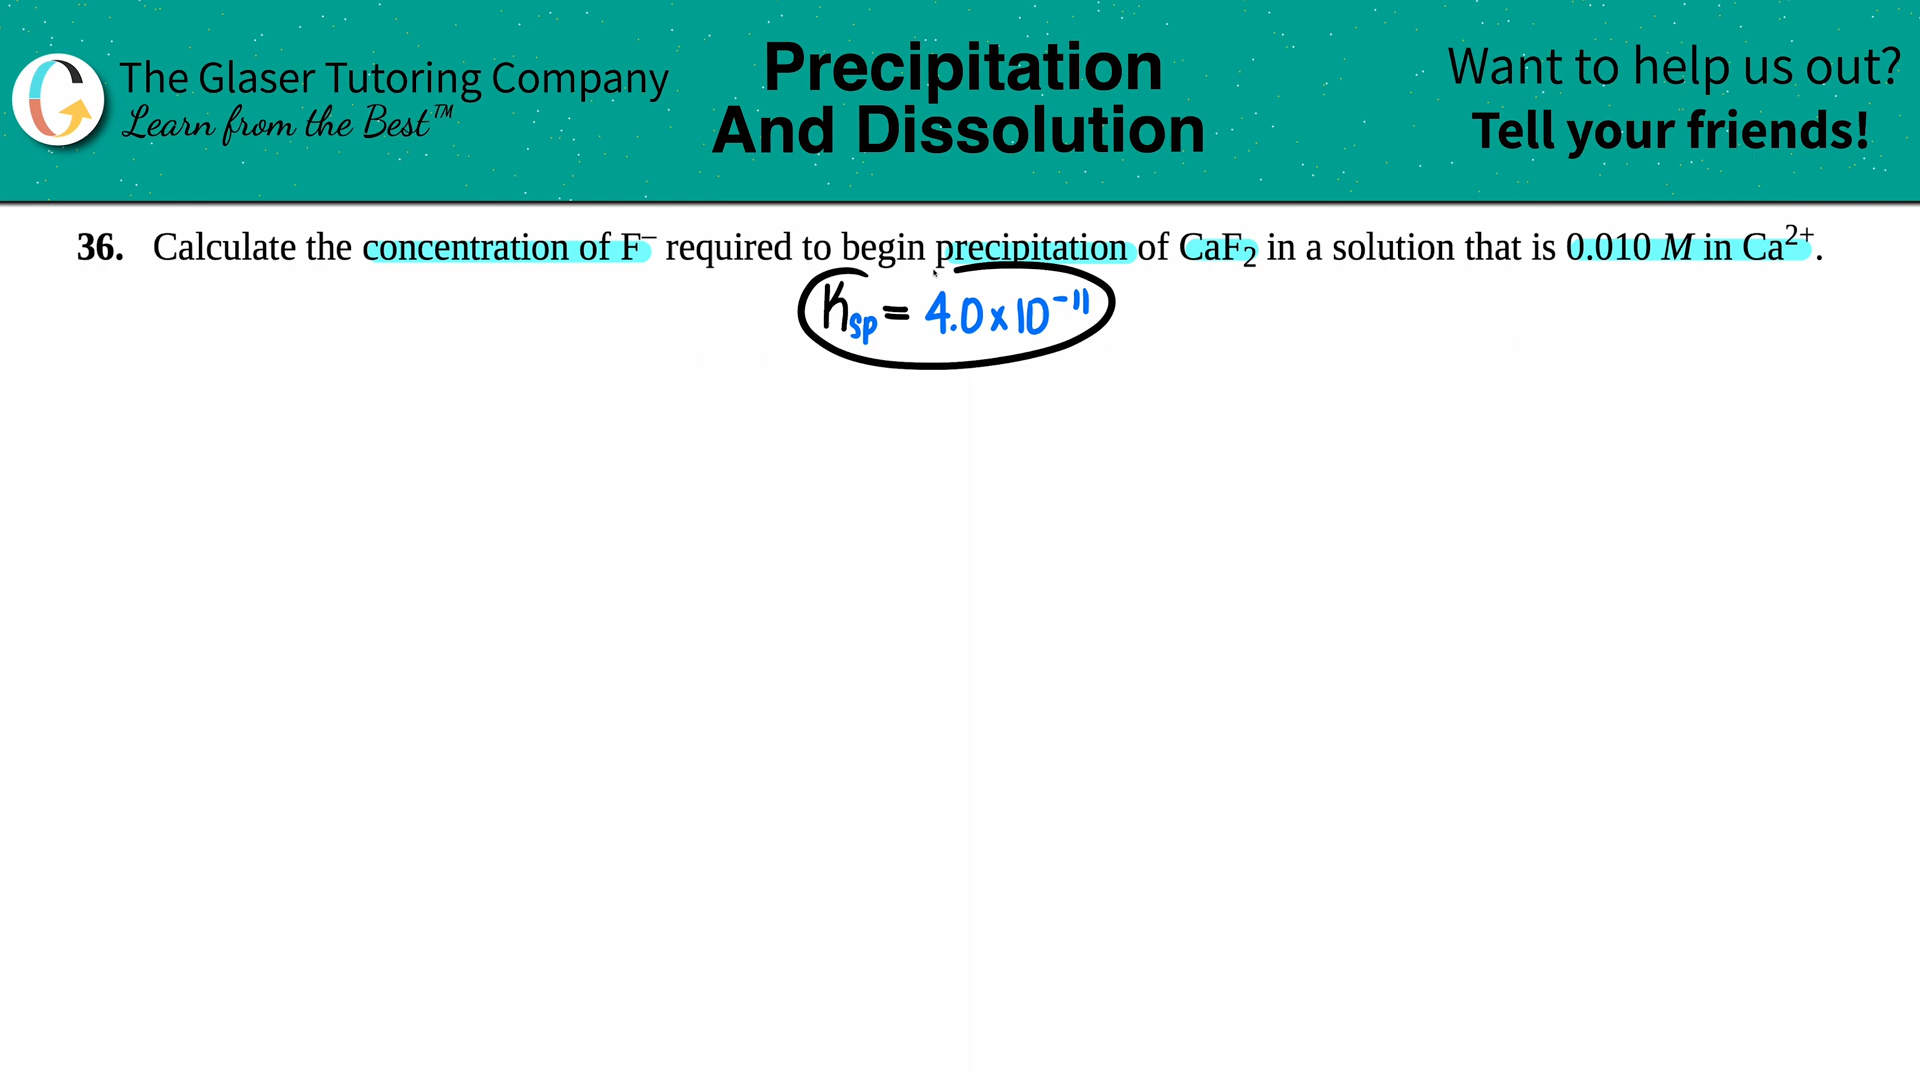 The Glaser Tutoring Company
Learn from the Best™
Precipitation
And Dissolution
Want to help us out?
Tell your friends!
36. Calculate the concentration of F⁻ required to begin precipitation of CaF₂ in a solution that is 0.010 M in Ca²⁺.
Ksp = 4.0 x 10⁻¹¹